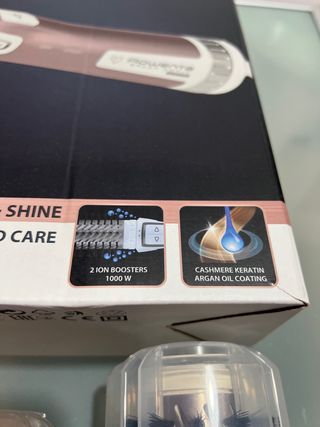 Rowenta
SHINE
CARE
2 ION BOOSTERS
1000 W
CASHMERE KERATIN
ARGAN OIL COATING